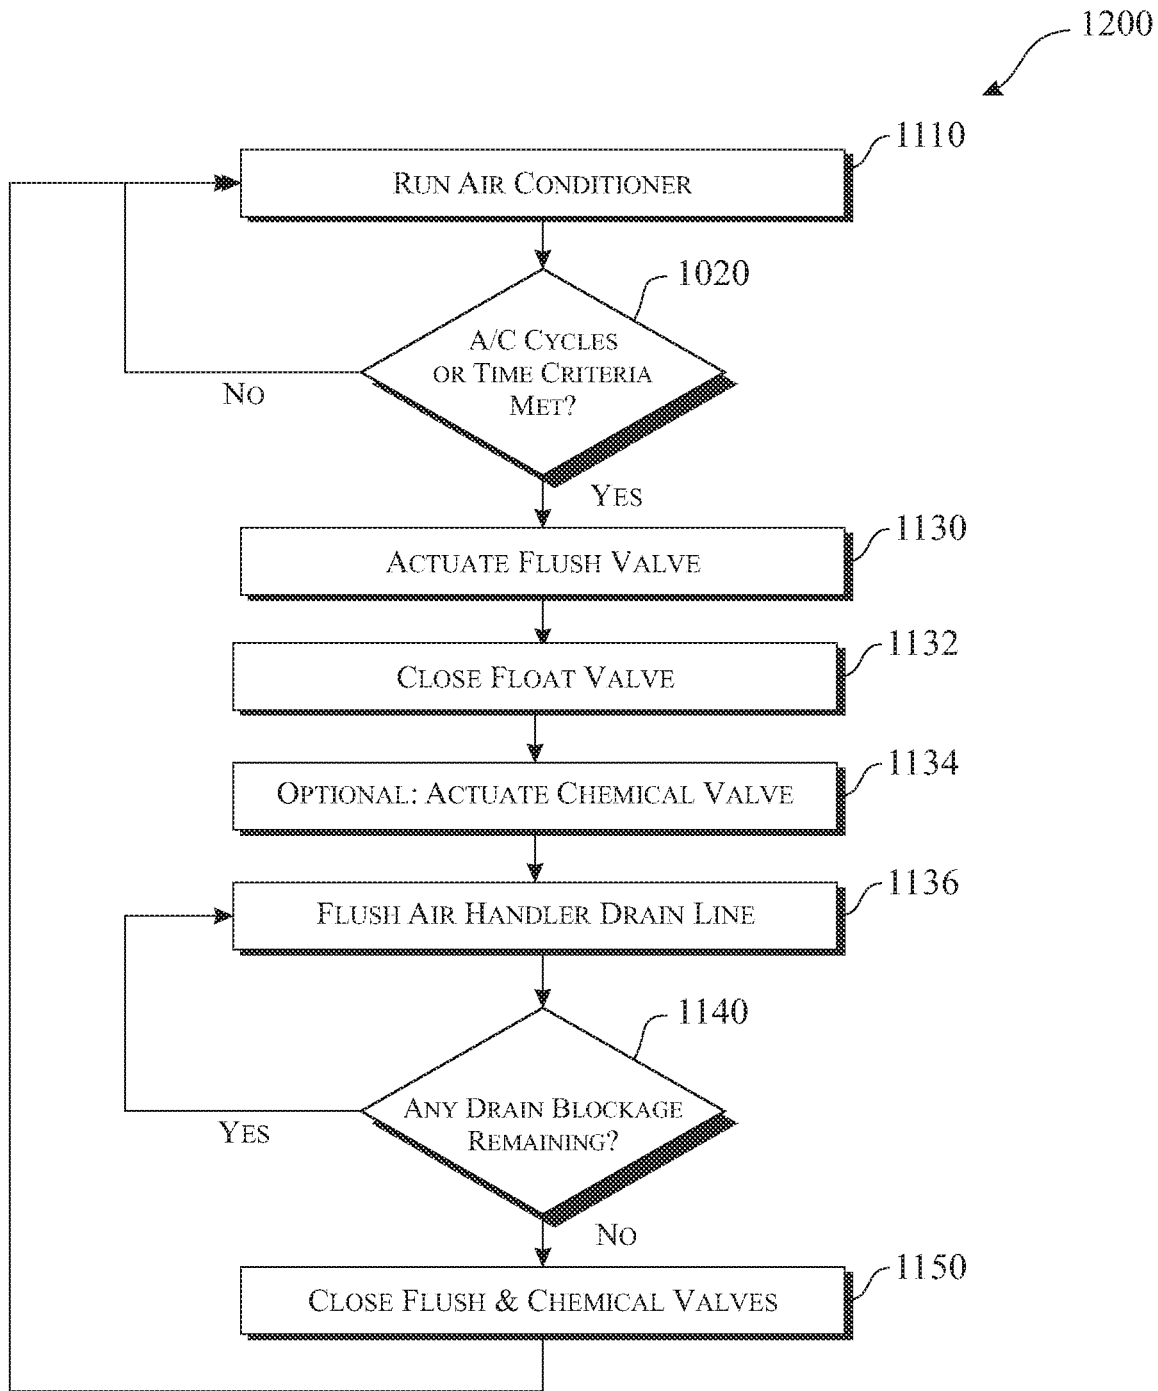 1200
1110
RUN AIR CONDITIONER
1020
A/C CYCLES
OR TIME CRITERIA
MET?
NO
YES
1130
ACTUATE FLUSH VALVE
1132
CLOSE FLOAT VALVE
1134
OPTIONAL: ACTUATE CHEMICAL VALVE
1136
FLUSH AIR HANDLER DRAIN LINE
1140
ANY DRAIN BLOCKAGE
REMAINING?
YES
NO
1150
CLOSE FLUSH & CHEMICAL VALVES